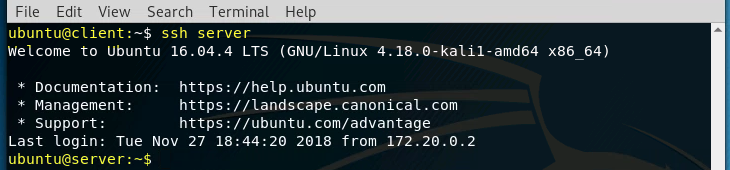 File Edit View Search Terminal Help
ubuntu@client:~$ ssh server
Welcome to Ubuntu 16.04.4 LTS (GNU/Linux 4.18.0-kali1-amd64 x86_64)
* Documentation: https://help.ubuntu.com
* Management: https://landscape.canonical.com
* Support: https://ubuntu.com/advantage
Last login: Tue Nov 27 18:44:20 2018 from 172.20.0.2
ubuntu@server:~$